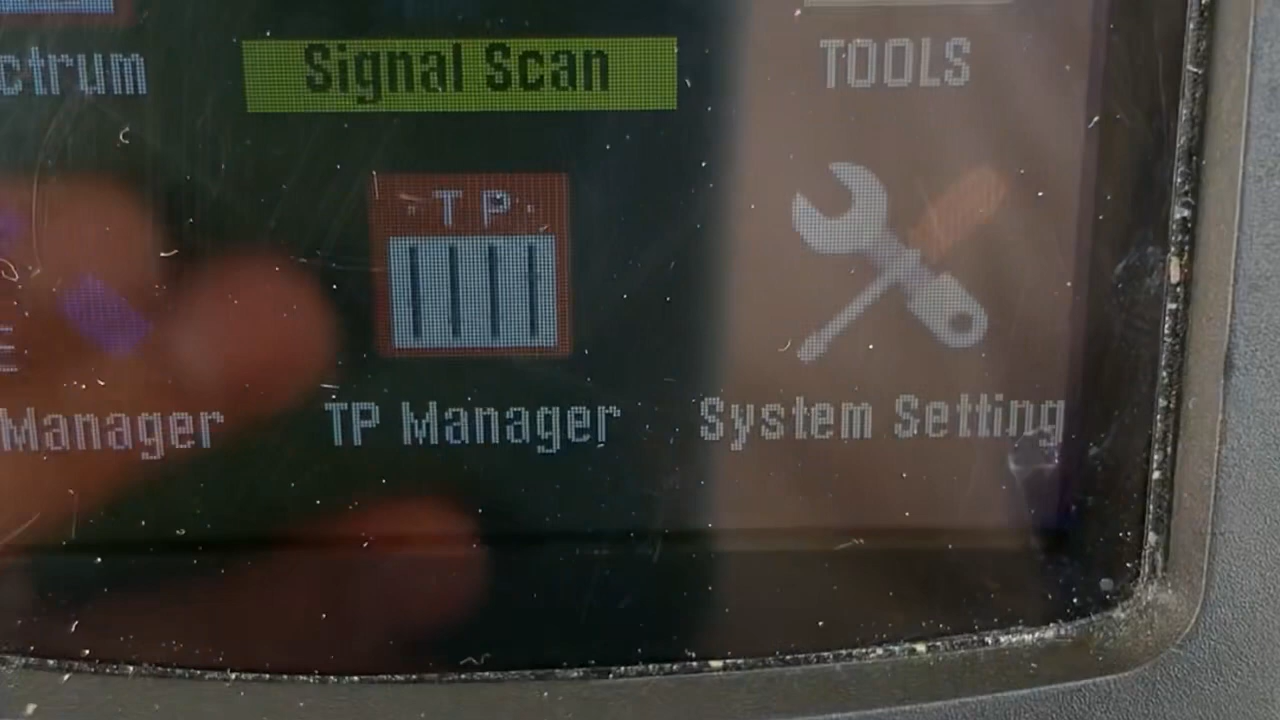 ctrum
Signal Scan
TOOLS
TP
Manager
TP Manager
System Setting